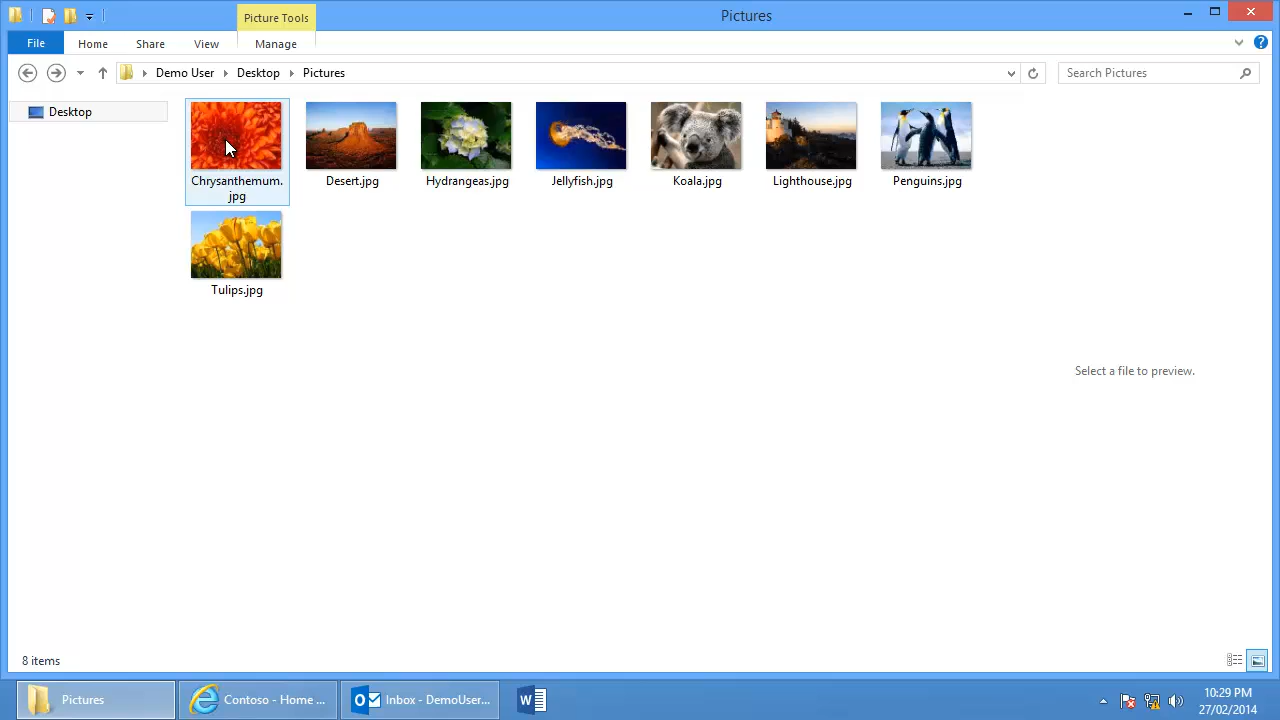 Picture Tools
Pictures
File
Home
Share
View
Manage
Demo User
Desktop
Pictures
Search Pictures
Desktop
Chrysanthemum.
jpg
Desert.jpg
Hydrangeas.jpg
Jellyfish.jpg
Koala.jpg
Lighthouse.jpg
Penguins.jpg
Tulips.jpg
Select a file to preview.
8 items
Pictures
Contoso - Home ...
Inbox - DemoUser...
10:29 PM
27/02/2014